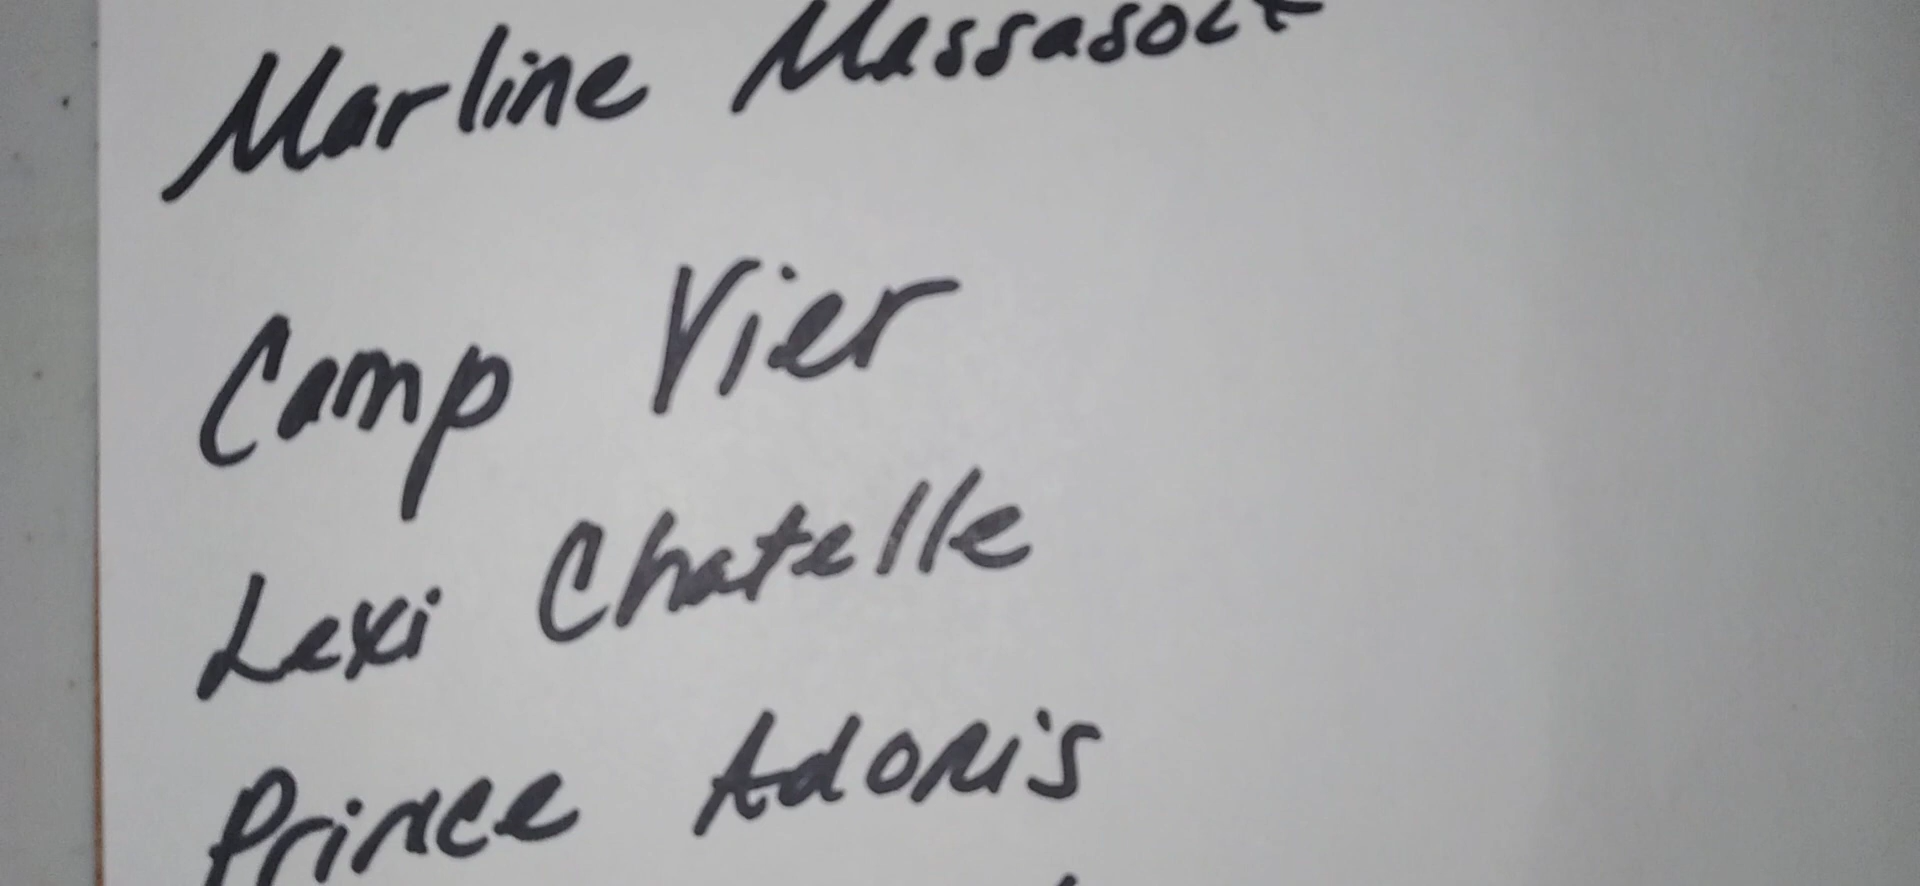 Marline Massasoit
Camp Vier
Lexi Chatelle
Prince Adonis